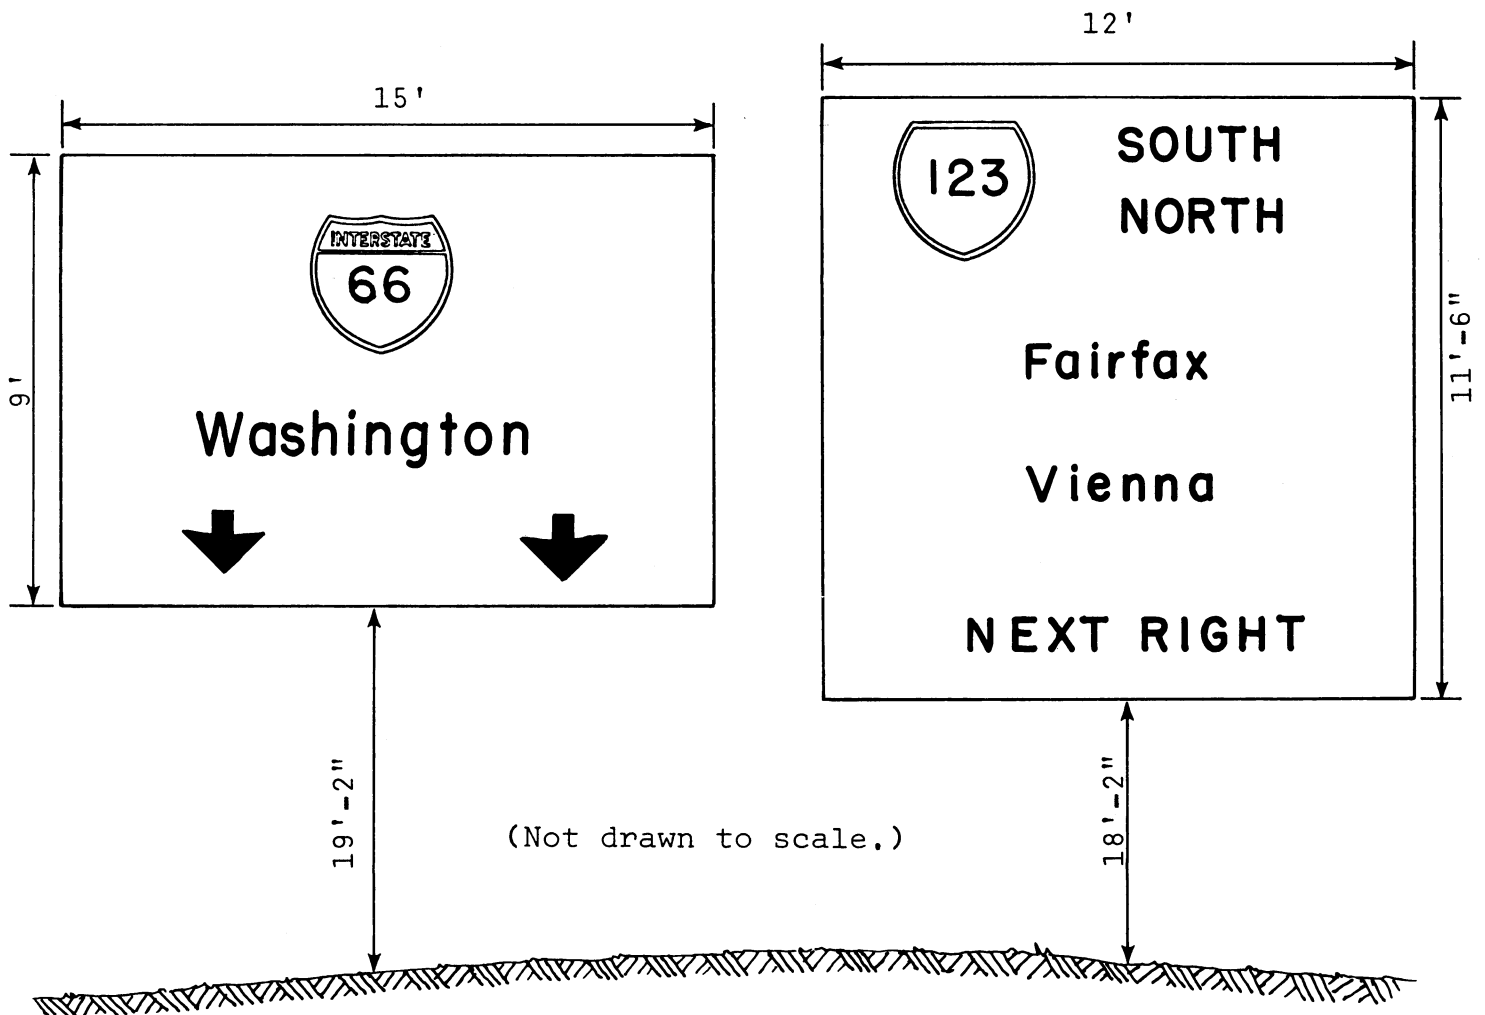 15'
9'
INTERSTATE
66
Washington
19'-2"
12'
11'-6"
123
SOUTH
NORTH
Fairfax
Vienna
NEXT RIGHT
18'-2"
(Not drawn to scale.)